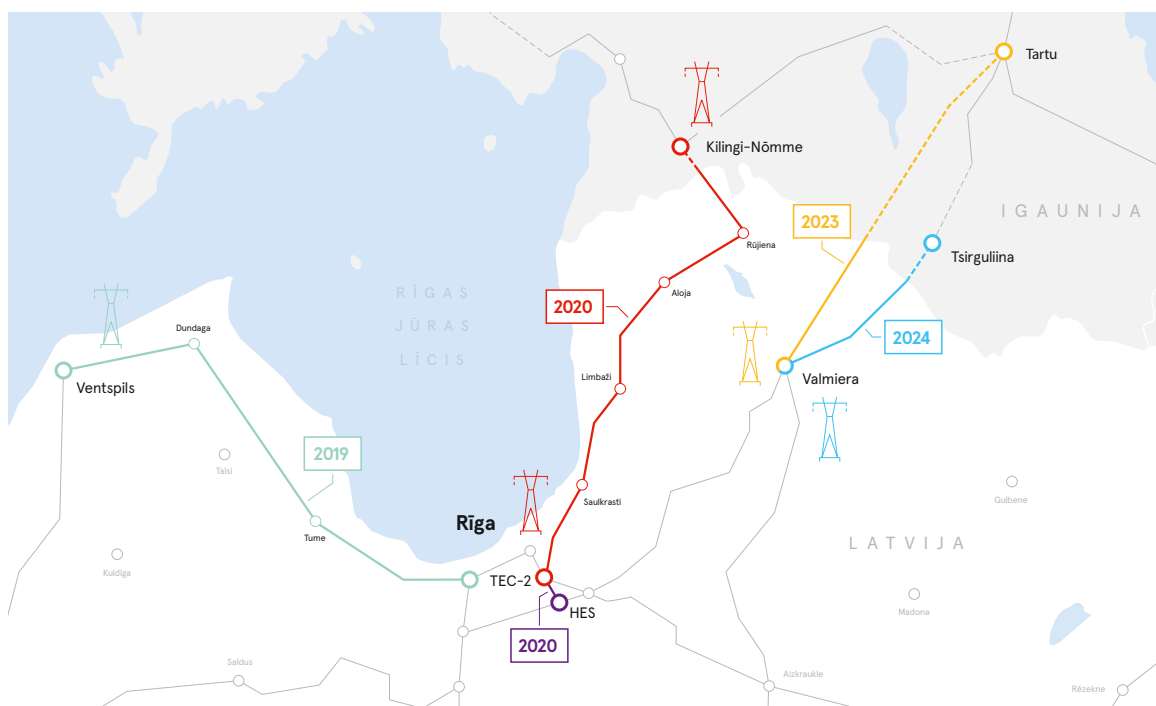 Tartu
Kilingi-Nõmme
IGAUNIJA
2023
Rūjiena
Tsirguliina
RĪGAS
JŪRAS
LĪCIS
Aloja
2020
Dundaga
2024
Ventspils
Limbaži
Valmiera
2019
Talsi
Gulbene
Saulkrasti
Rīga
Tume
LATVIJA
Kuldīga
TEC-2
HES
Madona
2020
Saldus
Aizkraukle
Rēzekne